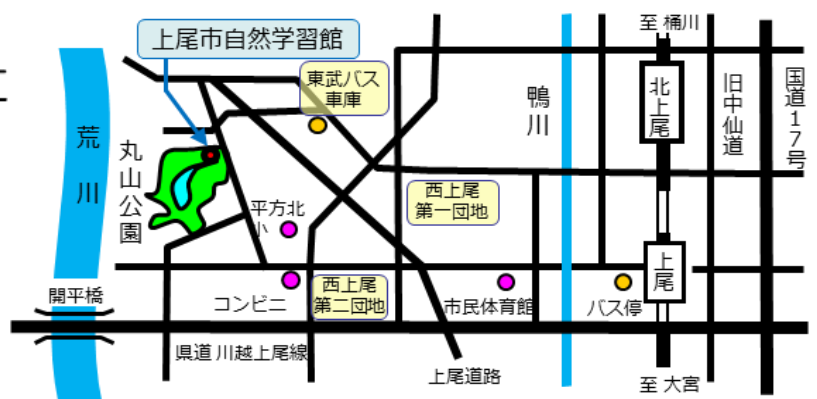 至 桶川
上尾市自然学習館
東武バス
車庫
北上尾
旧中仙道
国道17号
鴨川
荒川
丸山公園
西上尾
第一団地
平方北
小
上尾
開平橋
コンビニ
西上尾
第二団地
市民体育館
バス停
県道 川越上尾線
上尾道路
至 大宮